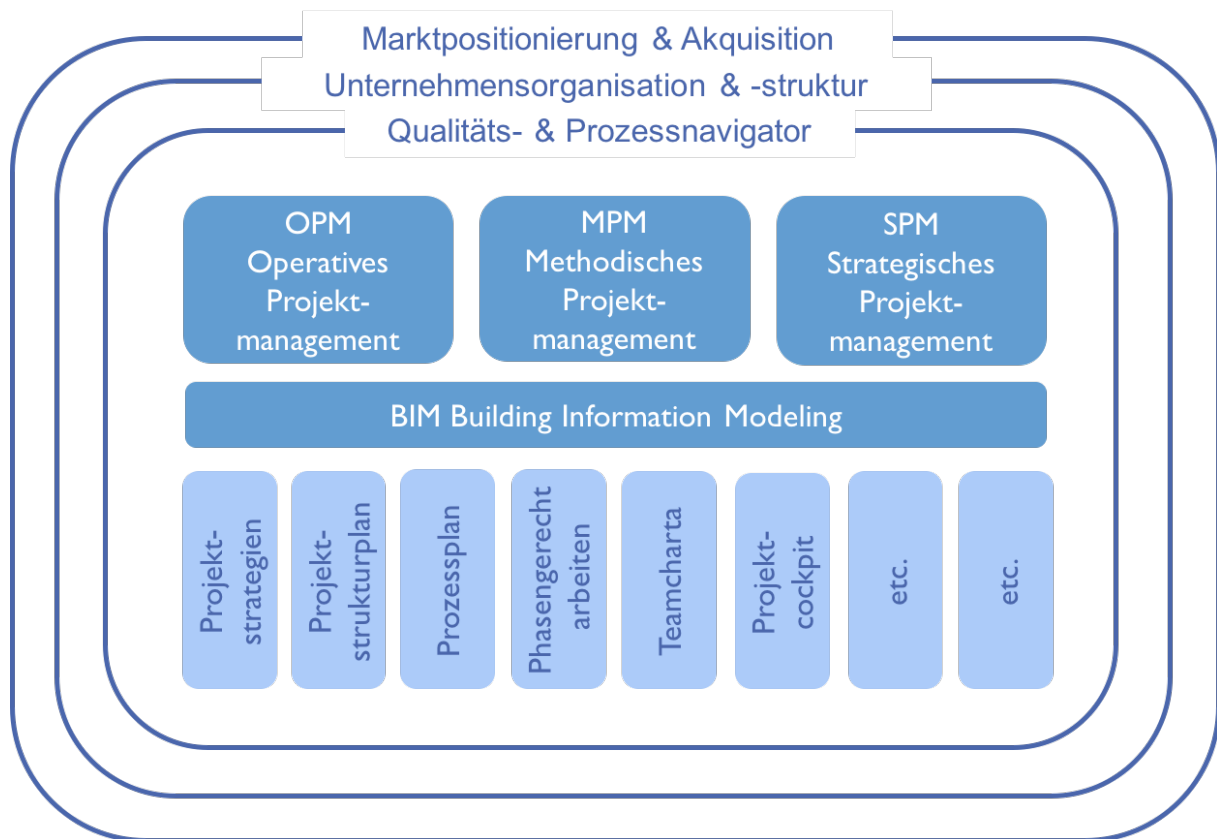 Marktpositionierung & Akquisition
Unternehmensorganisation & -struktur
Qualitäts- & Prozessnavigator
OPM
Operatives
Projekt-
management
MPM
Methodisches
Projekt-
management
SPM
Strategisches
Projekt-
management
BIM Building Information Modeling
Projekt-
strategien
Projekt-
strukturplan
Prozessplan
Phasengerecht
arbeiten
Teamcharta
Projekt-
cockpit
etc.
etc.